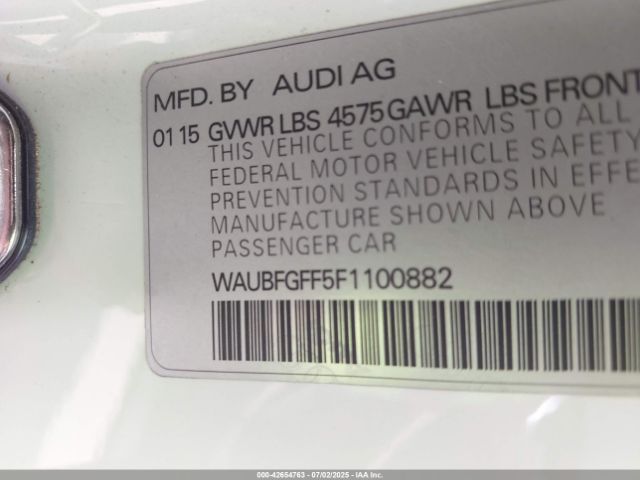 MFD. BY AUDI AG
01 15 GVWR LBS 4575 GAWR LBS FRONT
THIS VEHICLE CONFORMS TO ALL
FEDERAL MOTOR VEHICLE SAFETY
PREVENTION STANDARDS IN EFFE
MANUFACTURE SHOWN ABOVE
PASSENGER CAR
WAUBFGFF5F1100882
000-42654763 / 07/02/2025 / IAA Inc.